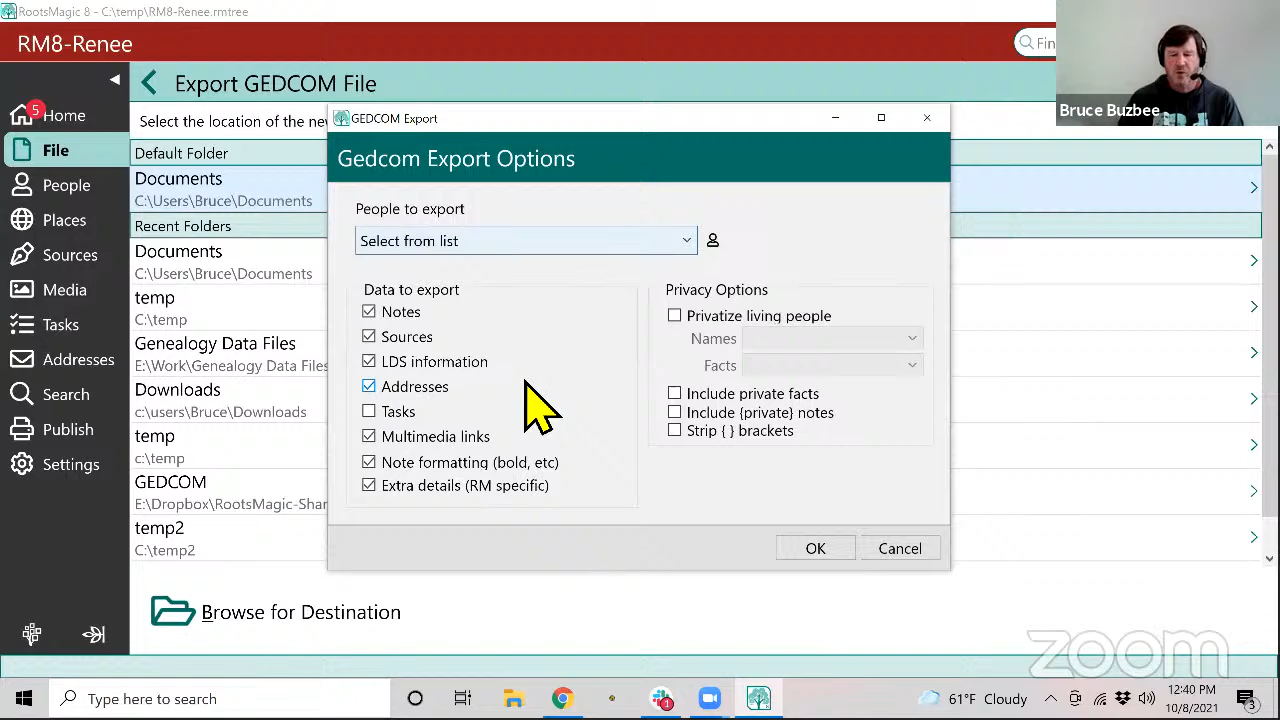 RootsMagic 8 - C:\temp\RM8-Renee.rmtree
RM8-Renee
Fin
Bruce Buzbee
5
Home
File
People
Places
Sources
Media
Tasks
Addresses
Search
Publish
Settings
Export GEDCOM File
Select the location of the ne
Default Folder
Documents
C:\Users\Bruce\Documents
Recent Folders
Documents
C:\Users\Bruce\Documents
temp
C:\temp
Genealogy Data Files
E:\Work\Genealogy Data Files
Downloads
c:\users\Bruce\Downloads
temp
c:\temp
GEDCOM
E:\Dropbox\RootsMagic-Shar
temp2
C:\temp2
Browse for Destination
GEDCOM Export
Gedcom Export Options
People to export
Select from list
Data to export
Notes
Sources
LDS information
Addresses
Tasks
Multimedia links
Note formatting (bold, etc)
Extra details (RM specific)
Privacy Options
Privatize living people
Names
Facts
Include private facts
Include {private} notes
Strip { } brackets
OK
Cancel
zoom
Type here to search
1
61°F Cloudy
12:40 PM
10/8/2021
3